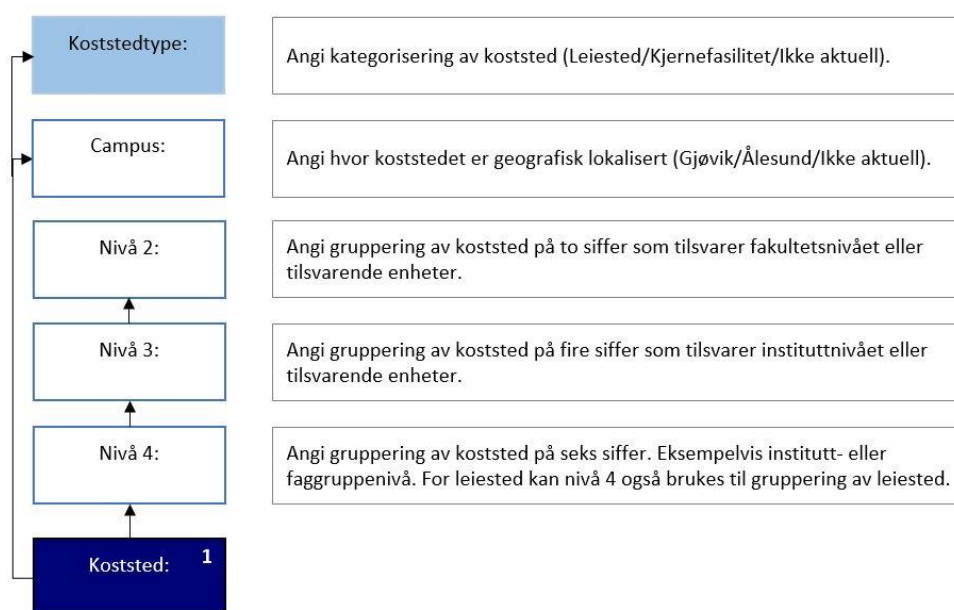 Koststedtype:
Angi kategorisering av koststed (Leiested/Kjernefasilitet/Ikke aktuell).
Campus:
Angi hvor koststedet er geografisk lokalisert (Gjøvik/Ålesund/Ikke aktuell).
Nivå 2:
Angi gruppering av koststed på to siffer som tilsvarer fakultetsnivået eller
tilsvarende enheter.
Nivå 3:
Angi gruppering av koststed på fire siffer som tilsvarer instituttnivået eller
tilsvarende enheter.
Nivå 4:
Angi gruppering av koststed på seks siffer. Eksempelvis institutt- eller
faggruppenivå. For leiested kan nivå 4 også brukes til gruppering av leiested.
Koststed: 1